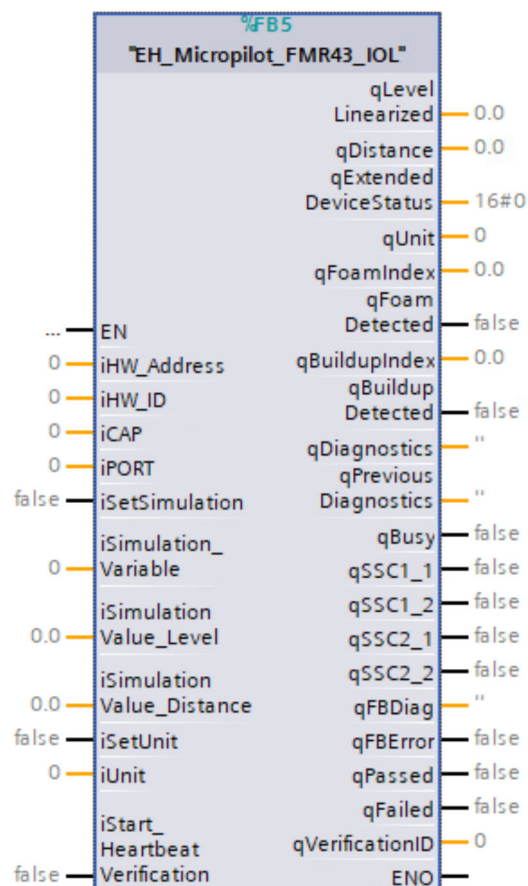 %FB5
"EH_Micropilot_FMR43_IOL"
qLevel
Linearized 0.0
qDistance 0.0
qExtended
DeviceStatus 16#0
qUnit 0
qFoamIndex 0.0
qFoam
Detected false
... EN
qBuildupIndex 0.0
0 iHW_Address
qBuildup
Detected false
0 iHW_ID
0 iCAP
qDiagnostics ''
0 iPORT
qPrevious
Diagnostics ''
false iSetSimulation
qBusy false
iSimulation_
0 Variable
qSSC1_1 false
qSSC1_2 false
iSimulation
0.0 Value_Level
qSSC2_1 false
qSSC2_2 false
iSimulation
0.0 Value_Distance
qFBDiag ''
false iSetUnit
qFBError false
0 iUnit
qPassed false
qFailed false
iStart_
Heartbeat
false Verification
qVerificationID 0
ENO